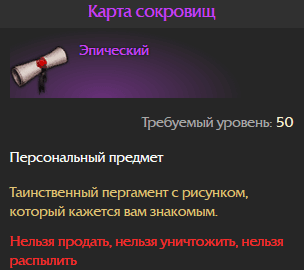 Карта сокровищ
Эпический
Требуемый уровень: 50
Персональный предмет
Таинственный пергамент с рисунком,
который кажется вам знакомым.
Нельзя продать, нельзя уничтожить, нельзя
распылить